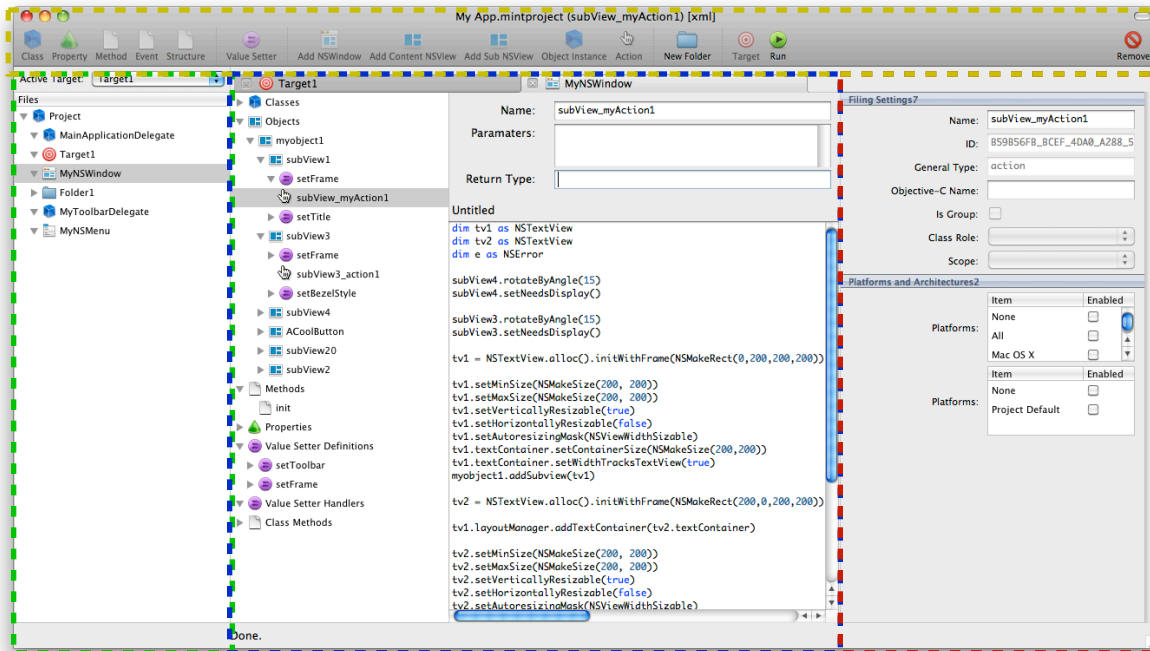 My App.mintproject (subView_myAction1) [xml]
Class Property Method Event Structure Value Setter Add NSWindow Add Content NSView Add Sub NSView Object Instance Action New Folder Target Run Remove
Active Target: Target1
Files
Project
MainApplicationDelegate
Target1
MyNSWindow
Folder1
MyToolbarDelegate
MyNSMenu
Target1
MyNSWindow
Classes
Objects
myobject1
subView1
setFrame
subView_myAction1
setTitle
subView3
setFrame
subView3_action1
setBezelStyle
subView4
ACoolButton
subView20
subView2
Methods
init
Properties
Value Setter Definitions
setToolbar
setFrame
Value Setter Handlers
Class Methods
Name: subView_myAction1
Paramaters:
Return Type:
Untitled
dim tv1 as NSTextView
dim tv2 as NSTextView
dim e as NSError
subView4.rotateByAngle(15)
subView4.setNeedsDisplay()
subView3.rotateByAngle(15)
subView3.setNeedsDisplay()
tv1 = NSTextView.alloc().initWithFrame(NSMakeRect(0,200,200,200))
tv1.setMinSize(NSMakeSize(200, 200))
tv1.setMaxSize(NSMakeSize(200, 200))
tv1.setVerticallyResizable(true)
tv1.setHorizontallyResizable(false)
tv1.setAutoresizingMask(NSViewWidthSizable)
tv1.textContainer.setContainerSize(NSMakeSize(200,200))
tv1.textContainer.setWidthTracksTextView(true)
myobject1.addSubview(tv1)
tv2 = NSTextView.alloc().initWithFrame(NSMakeRect(200,0,200,200))
tv1.layoutManager.addTextContainer(tv2.textContainer)
tv2.setMinSize(NSMakeSize(200, 200))
tv2.setMaxSize(NSMakeSize(200, 200))
tv2.setVerticallyResizable(true)
tv2.setHorizontallyResizable(false)
tv2.setAutoresizingMask(NSViewWidthSizable)
Filing Settings7
Name: subView_myAction1
ID: 859B56FB_BCEF_4DA0_A288_5
General Type: action
Objective-C Name:
Is Group:
Class Role:
Scope:
Platforms and Architectures2
Platforms:
Item Enabled
None
All
Mac OS X
Platforms:
Item Enabled
None
Project Default
Done.